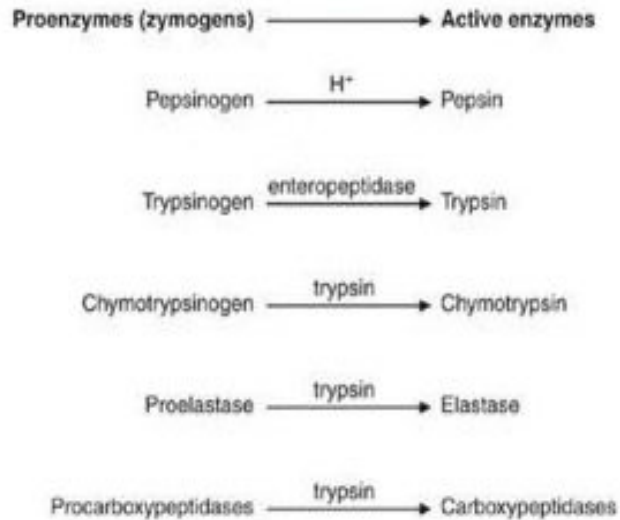 Proenzymes (zymogens) Active enzymes
Pepsinogen H⁺ Pepsin
Trypsinogen enteropeptidase Trypsin
Chymotrypsinogen trypsin Chymotrypsin
Proelastase trypsin Elastase
Procarboxypeptidases trypsin Carboxypeptidases